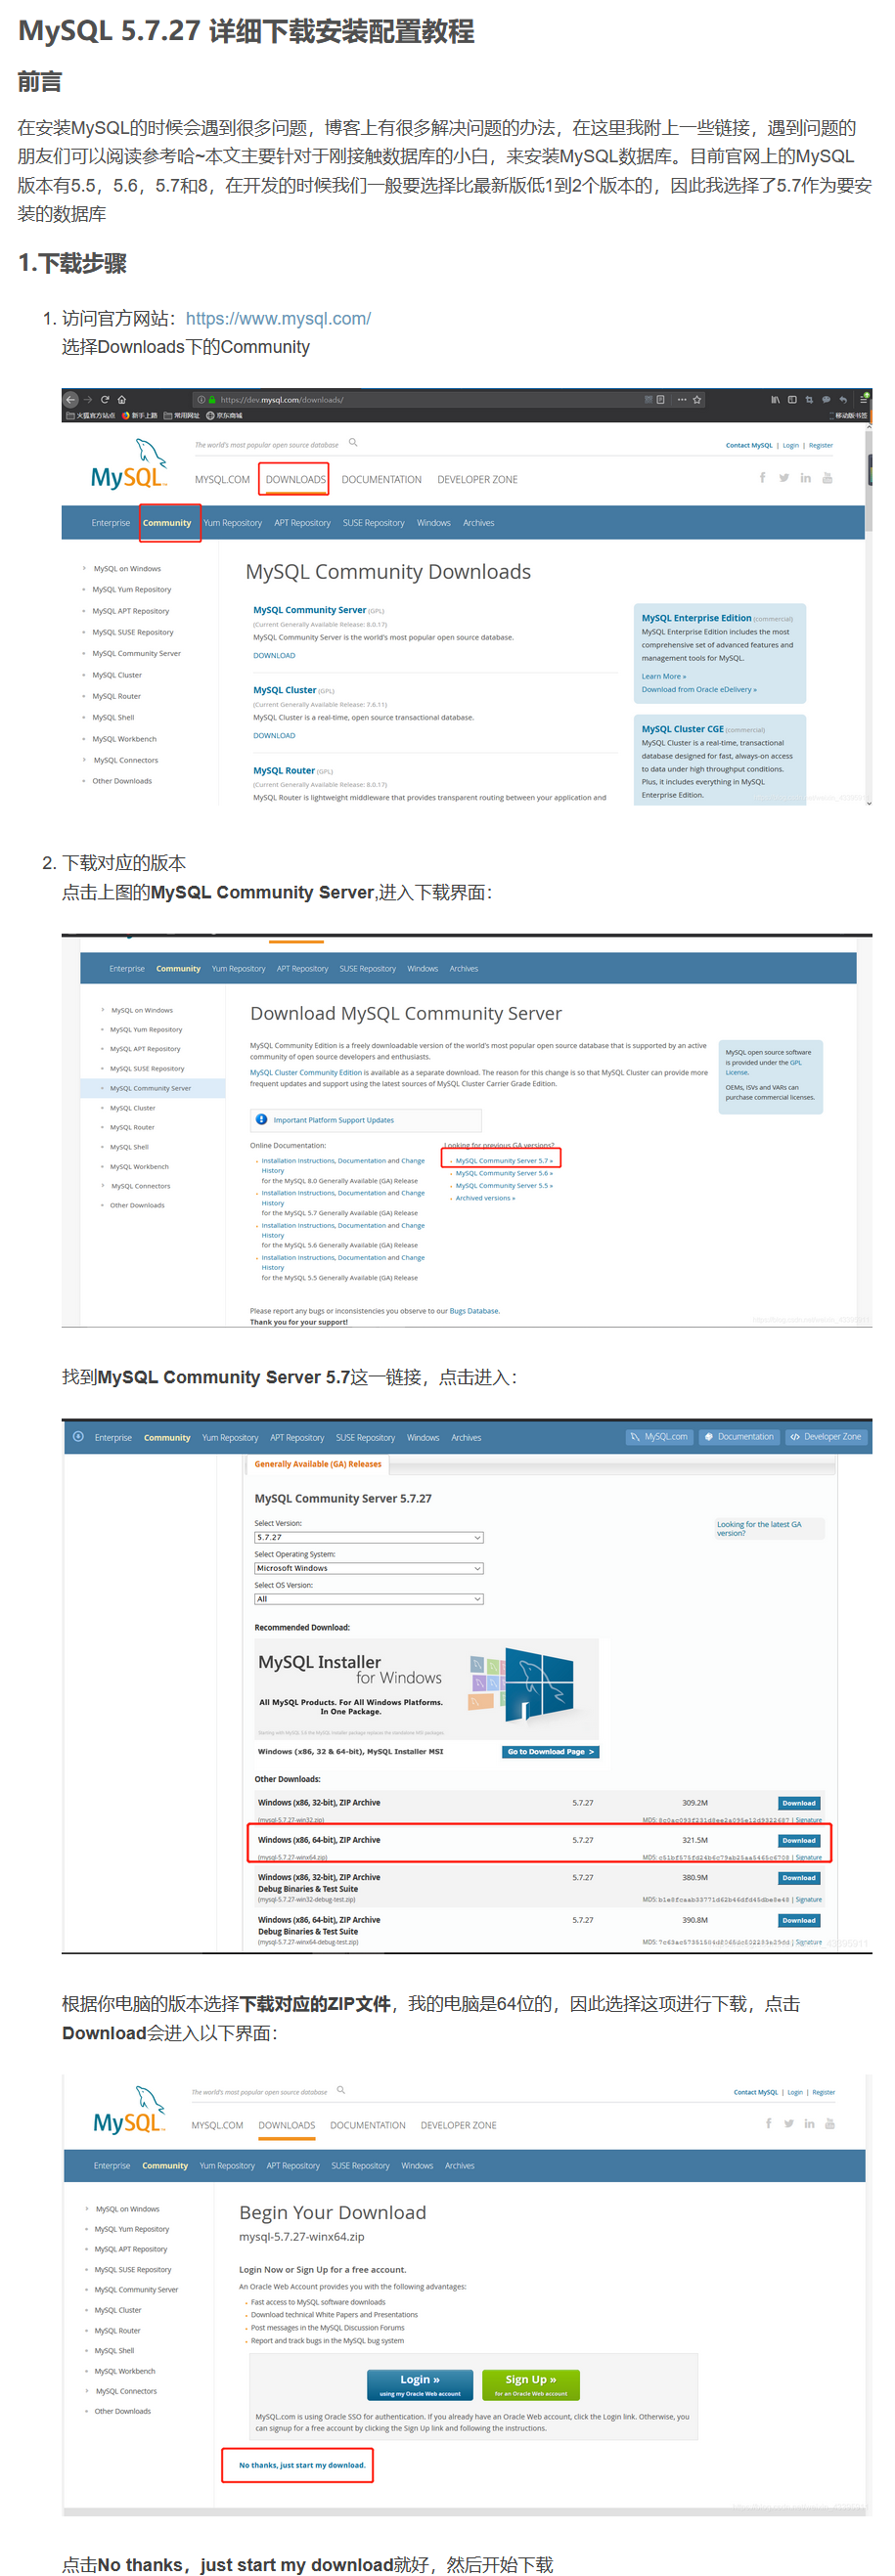 MySQL 5.7.27 详细下载安装配置教程
前言
在安装MySQL的时候会遇到很多问题，博客上有很多解决问题的办法，在这里我附上一些链接，遇到问题的
朋友们可以阅读参考哈~本文主要针对于刚接触数据库的小白，来安装MySQL数据库。目前官网上的MySQL
版本有5.5，5.6，5.7和8，在开发的时候我们一般要选择比最新版低1到2个版本的，因此我选择了5.7作为要安
装的数据库
1.下载步骤
1. 访问官方网站：https://www.mysql.com/
选择Downloads下的Community
https://dev.mysql.com/downloads/
火狐官方站点 新手上路 常用网址 京东商城 移动版书签
The world's most popular open source database
Contact MySQL | Login | Register
MySQL
MYSQL.COM DOWNLOADS DOCUMENTATION DEVELOPER ZONE
Enterprise Community Yum Repository APT Repository SUSE Repository Windows Archives
MySQL on Windows
MySQL Yum Repository
MySQL APT Repository
MySQL SUSE Repository
MySQL Community Server
MySQL Cluster
MySQL Router
MySQL Shell
MySQL Workbench
MySQL Connectors
Other Downloads
MySQL Community Downloads
MySQL Community Server (GPL)
(Current Generally Available Release: 8.0.17)
MySQL Community Server is the world's most popular open source database.
DOWNLOAD
MySQL Cluster (GPL)
(Current Generally Available Release: 7.6.11)
MySQL Cluster is a real-time, open source transactional database.
DOWNLOAD
MySQL Router (GPL)
(Current Generally Available Release: 8.0.17)
MySQL Router is lightweight middleware that provides transparent routing between your application and
MySQL Enterprise Edition (commercial)
MySQL Enterprise Edition includes the most
comprehensive set of advanced features and
management tools for MySQL.
Learn More »
Download from Oracle eDelivery »
MySQL Cluster CGE (commercial)
MySQL Cluster is a real-time, transactional
database designed for fast, always-on access
to data under high throughput conditions.
Plus, it includes everything in MySQL
Enterprise Edition.
2. 下载对应的版本
点击上图的MySQL Community Server,进入下载界面：
Enterprise Community Yum Repository APT Repository SUSE Repository Windows Archives
MySQL on Windows
MySQL Yum Repository
MySQL APT Repository
MySQL SUSE Repository
MySQL Community Server
MySQL Cluster
MySQL Router
MySQL Shell
MySQL Workbench
MySQL Connectors
Other Downloads
Download MySQL Community Server
MySQL Community Edition is a freely downloadable version of the world's most popular open source database that is supported by an active
community of open source developers and enthusiasts.
MySQL Cluster Community Edition is available as a separate download. The reason for this change is so that MySQL Cluster can provide more
frequent updates and support using the latest sources of MySQL Cluster Carrier Grade Edition.
MySQL open source software
is provided under the GPL
License.
OEMs, ISVs and VARs can
purchase commercial licenses.
Important Platform Support Updates
Online Documentation:
Installation Instructions, Documentation and Change
History
for the MySQL 8.0 Generally Available (GA) Release
Installation Instructions, Documentation and Change
History
for the MySQL 5.7 Generally Available (GA) Release
Installation Instructions, Documentation and Change
History
for the MySQL 5.6 Generally Available (GA) Release
Installation Instructions, Documentation and Change
History
for the MySQL 5.5 Generally Available (GA) Release
Looking for previous GA versions?
MySQL Community Server 5.7 »
MySQL Community Server 5.6 »
MySQL Community Server 5.5 »
Archived versions »
Please report any bugs or inconsistencies you observe to our Bugs Database.
Thank you for your support!
找到MySQL Community Server 5.7这一链接，点击进入：
Enterprise Community Yum Repository APT Repository SUSE Repository Windows Archives MySQL.com Documentation Developer Zone
Generally Available (GA) Releases
MySQL Community Server 5.7.27
Select Version:
5.7.27
Looking for the latest GA
version?
Select Operating System:
Microsoft Windows
Select OS Version:
All
Recommended Download:
MySQL Installer
for Windows
All MySQL Products. For All Windows Platforms.
In One Package.
Windows (x86, 32 & 64-bit), MySQL Installer MSI Go to Download Page >
Other Downloads:
Windows (x86, 32-bit), ZIP Archive 5.7.27 309.2M Download
(mysql-5.7.27-win32.zip) MD5: | Signature
Windows (x86, 64-bit), ZIP Archive 5.7.27 321.5M Download
(mysql-5.7.27-winx64.zip) MD5: | Signature
Windows (x86, 32-bit), ZIP Archive 5.7.27 380.9M Download
Debug Binaries & Test Suite
(mysql-5.7.27-win32-debug-test.zip) MD5: | Signature
Windows (x86, 64-bit), ZIP Archive 5.7.27 390.8M Download
Debug Binaries & Test Suite
(mysql-5.7.27-winx64-debug-test.zip) MD5: | Signature
根据你电脑的版本选择下载对应的ZIP文件，我的电脑是64位的，因此选择这项进行下载，点击
Download会进入以下界面：
The world's most popular open source database
Contact MySQL | Login | Register
MySQL
MYSQL.COM DOWNLOADS DOCUMENTATION DEVELOPER ZONE
Enterprise Community Yum Repository APT Repository SUSE Repository Windows Archives
MySQL on Windows
MySQL Yum Repository
MySQL APT Repository
MySQL SUSE Repository
MySQL Community Server
MySQL Cluster
MySQL Router
MySQL Shell
MySQL Workbench
MySQL Connectors
Other Downloads
Begin Your Download
mysql-5.7.27-winx64.zip
Login Now or Sign Up for a free account.
An Oracle Web Account provides you with the following advantages:
Fast access to MySQL software downloads
Download technical White Papers and Presentations
Post messages in the MySQL Discussion Forums
Report and track bugs in the MySQL bug system
Login »
using my Oracle Web account
Sign Up »
for an Oracle Web account
MySQL.com is using Oracle SSO for authentication. If you already have an Oracle Web account, click the Login link. Otherwise, you
can signup for a free account by clicking the Sign Up link and following the instructions.
No thanks, just start my download.
点击No thanks，just start my download就好，然后开始下载